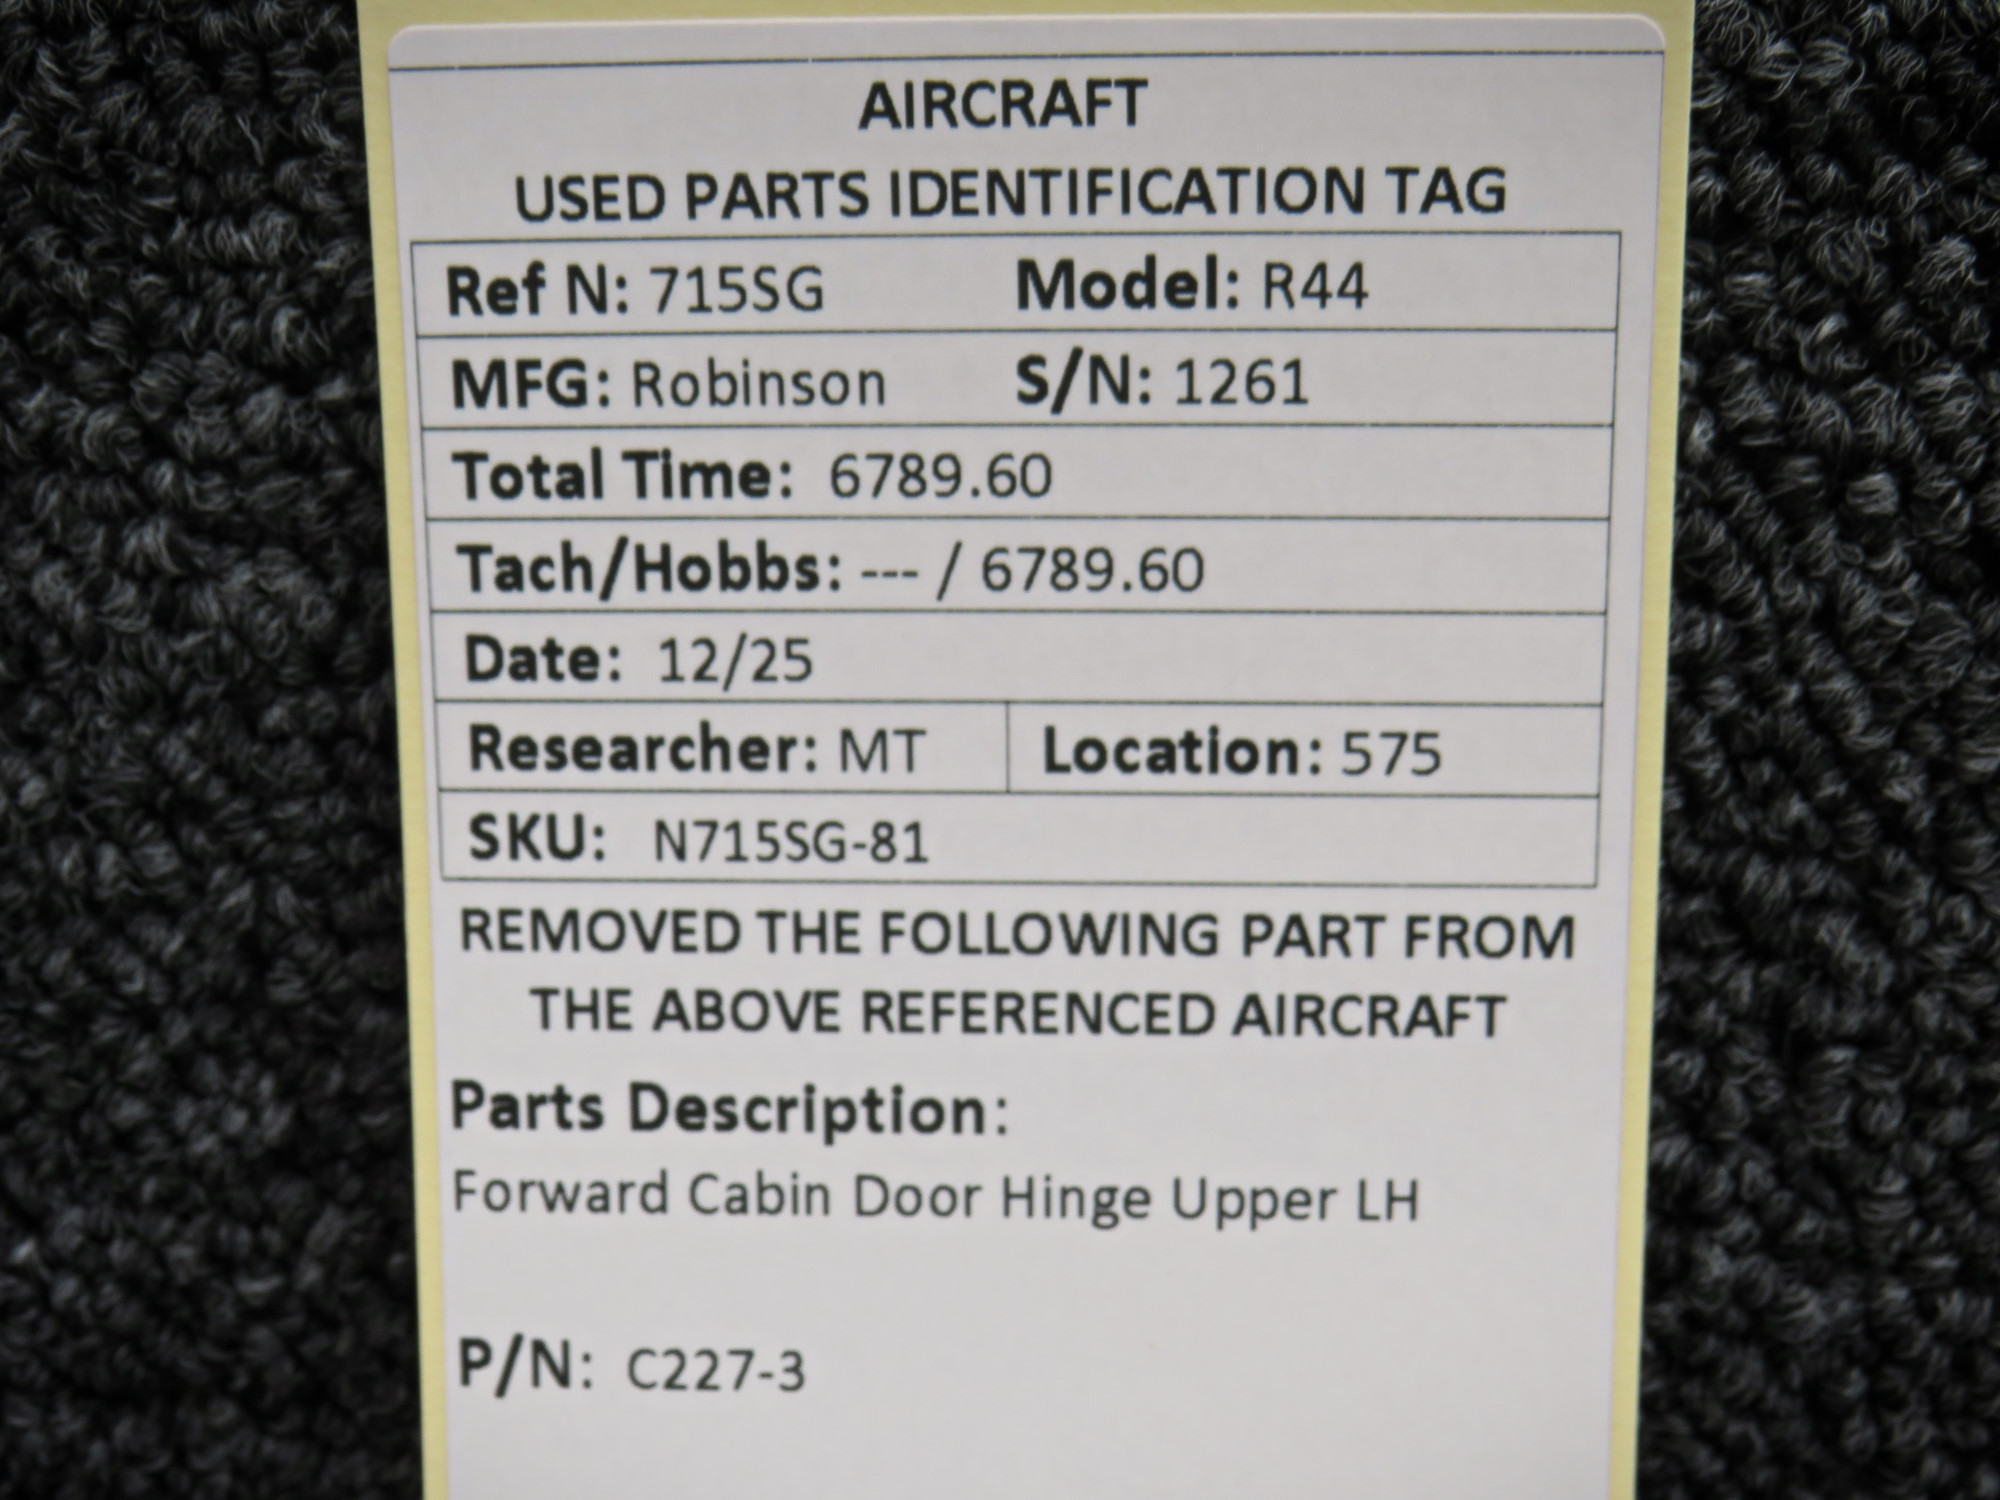 AIRCRAFT
USED PARTS IDENTIFICATION TAG
Ref N: 715SG Model: R44
MFG: Robinson S/N: 1261
Total Time: 6789.60
Tach/Hobbs: --- / 6789.60
Date: 12/25
Researcher: MT Location: 575
SKU: N715SG-81
REMOVED THE FOLLOWING PART FROM
THE ABOVE REFERENCED AIRCRAFT
Parts Description:
Forward Cabin Door Hinge Upper LH
P/N: C227-3